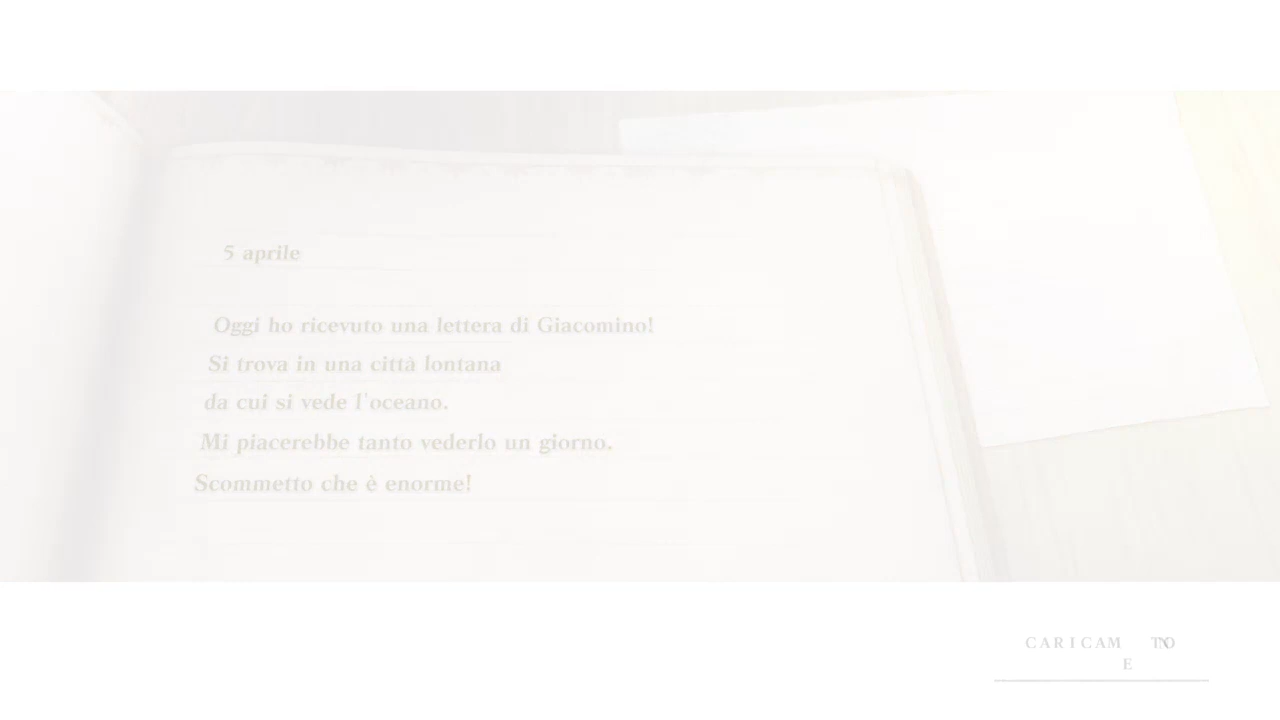 5 aprile
Oggi ho ricevuto una lettera di Giacomino!
Si trova in una città lontana
da cui si vede l'oceano.
Mi piacerebbe tanto vederlo un giorno.
Scommetto che è enorme!
CARICAMENTO